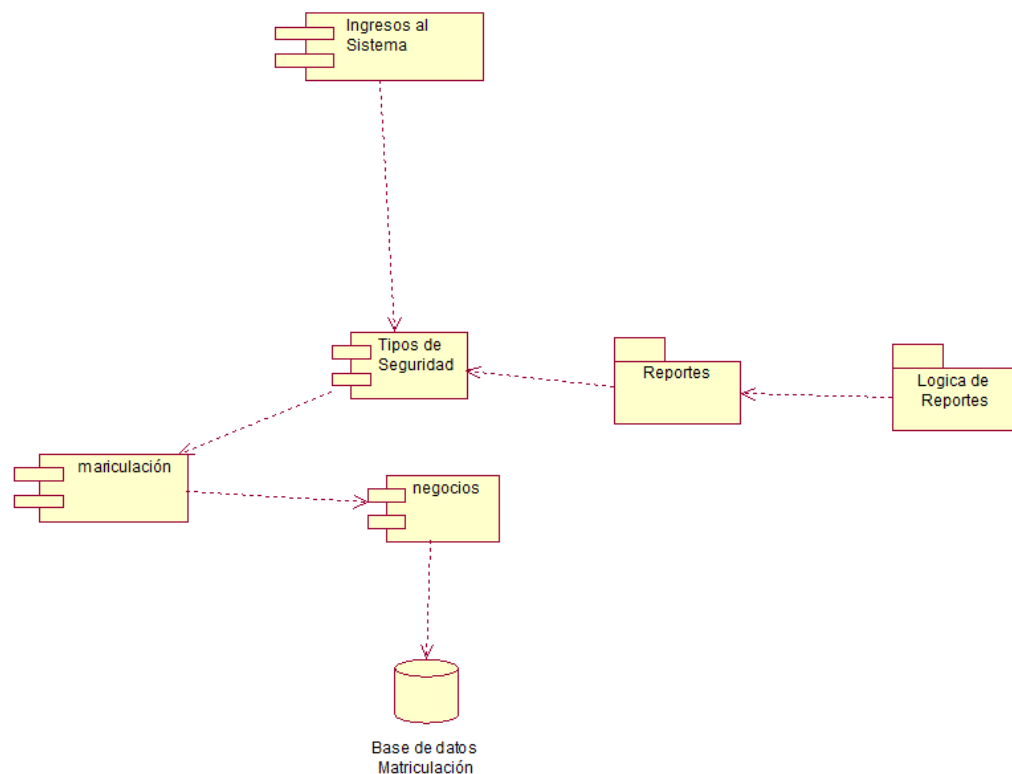 Ingresos al
Sistema
Tipos de
Seguridad
Reportes
Logica de
Reportes
mariculación
negocios
Base de datos
Matriculación